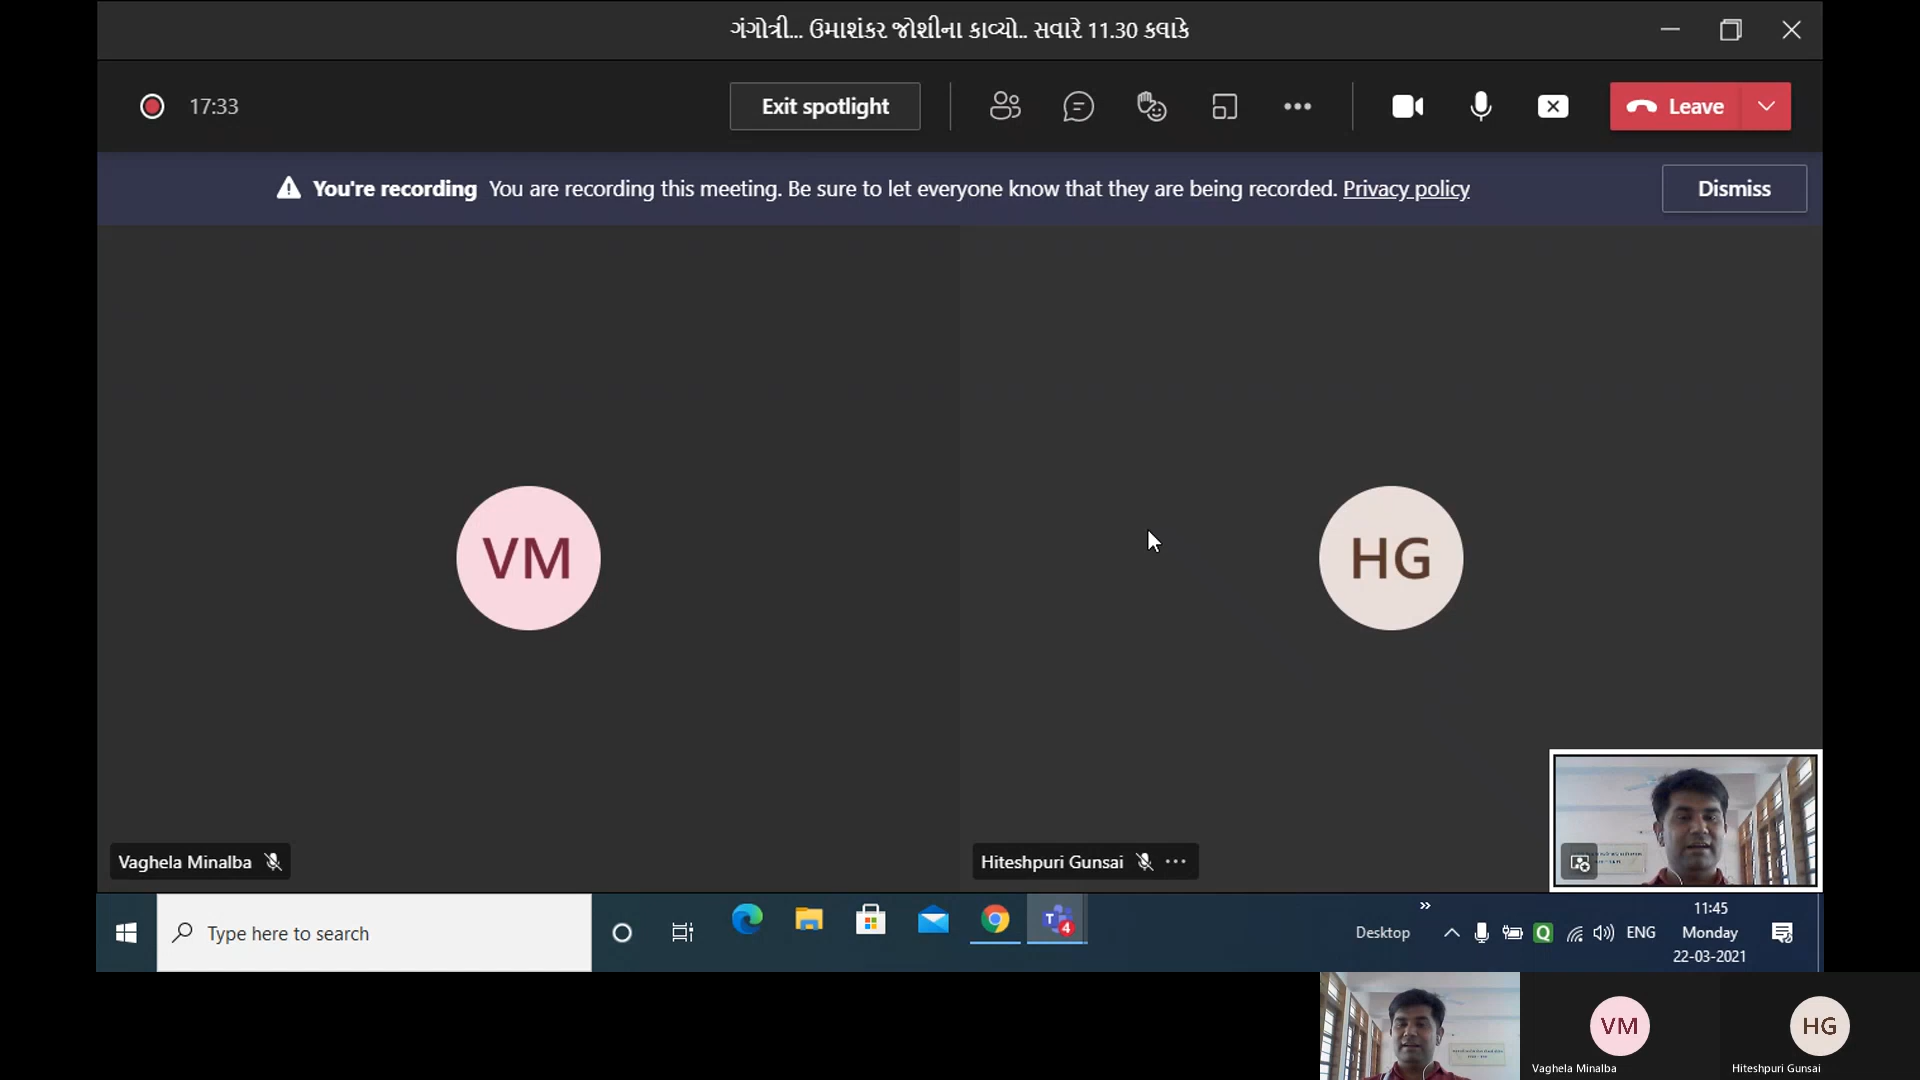 ગંગોત્રી... ઉમાશંકર જોશીના કાવ્યો.. સવારે 11.30 કલાકે
17:33
Exit spotlight
Leave
You're recording You are recording this meeting. Be sure to let everyone know that they are being recorded. Privacy policy
Dismiss
VM
HG
Vaghela Minalba
Hiteshpuri Gunsai
Type here to search
4
Desktop
ENG
11:45
Monday
22-03-2021
VM
HG
Vaghela Minalba
Hiteshpuri Gunsai